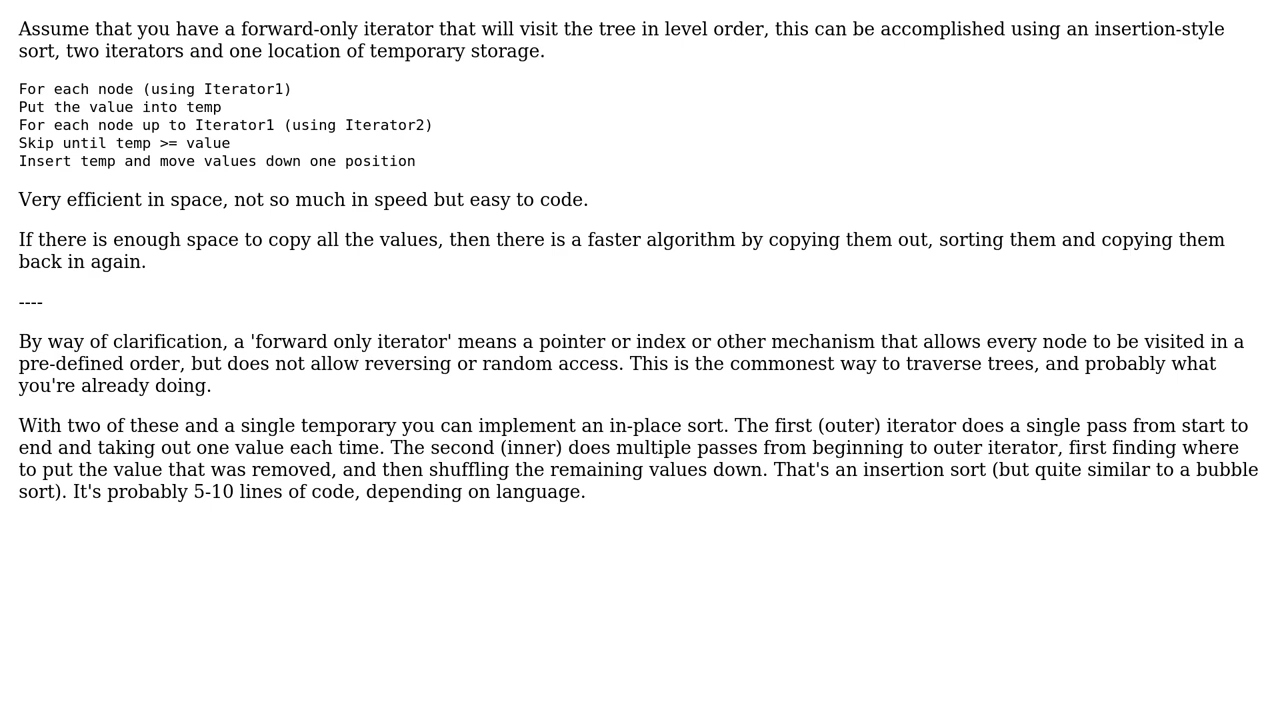 Assume that you have a forward-only iterator that will visit the tree in level order, this can be accomplished using an insertion-style
sort, two iterators and one location of temporary storage.
For each node (using Iterator1)
Put the value into temp
For each node up to Iterator1 (using Iterator2)
Skip until temp >= value
Insert temp and move values down one position
Very efficient in space, not so much in speed but easy to code.
If there is enough space to copy all the values, then there is a faster algorithm by copying them out, sorting them and copying them
back in again.
----
By way of clarification, a 'forward only iterator' means a pointer or index or other mechanism that allows every node to be visited in a
pre-defined order, but does not allow reversing or random access. This is the commonest way to traverse trees, and probably what
you're already doing.
With two of these and a single temporary you can implement an in-place sort. The first (outer) iterator does a single pass from start to
end and taking out one value each time. The second (inner) does multiple passes from beginning to outer iterator, first finding where
to put the value that was removed, and then shuffling the remaining values down. That's an insertion sort (but quite similar to a bubble
sort). It's probably 5-10 lines of code, depending on language.